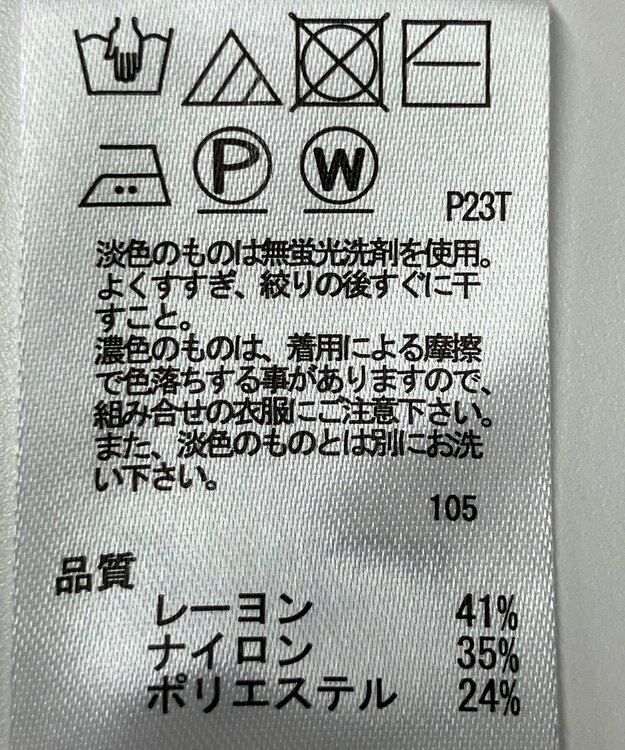 P W
P23T
淡色のものは無蛍光洗剤を使用。
よくすすぎ、絞りの後すぐに干
すこと。
濃色のものは、着用による摩擦
で色落ちする事がありますので、
組み合せの衣服にご注意下さい。
また、淡色のものとは別にお洗
い下さい。
105
品質
レーヨン 41%
ナイロン 35%
ポリエステル 24%